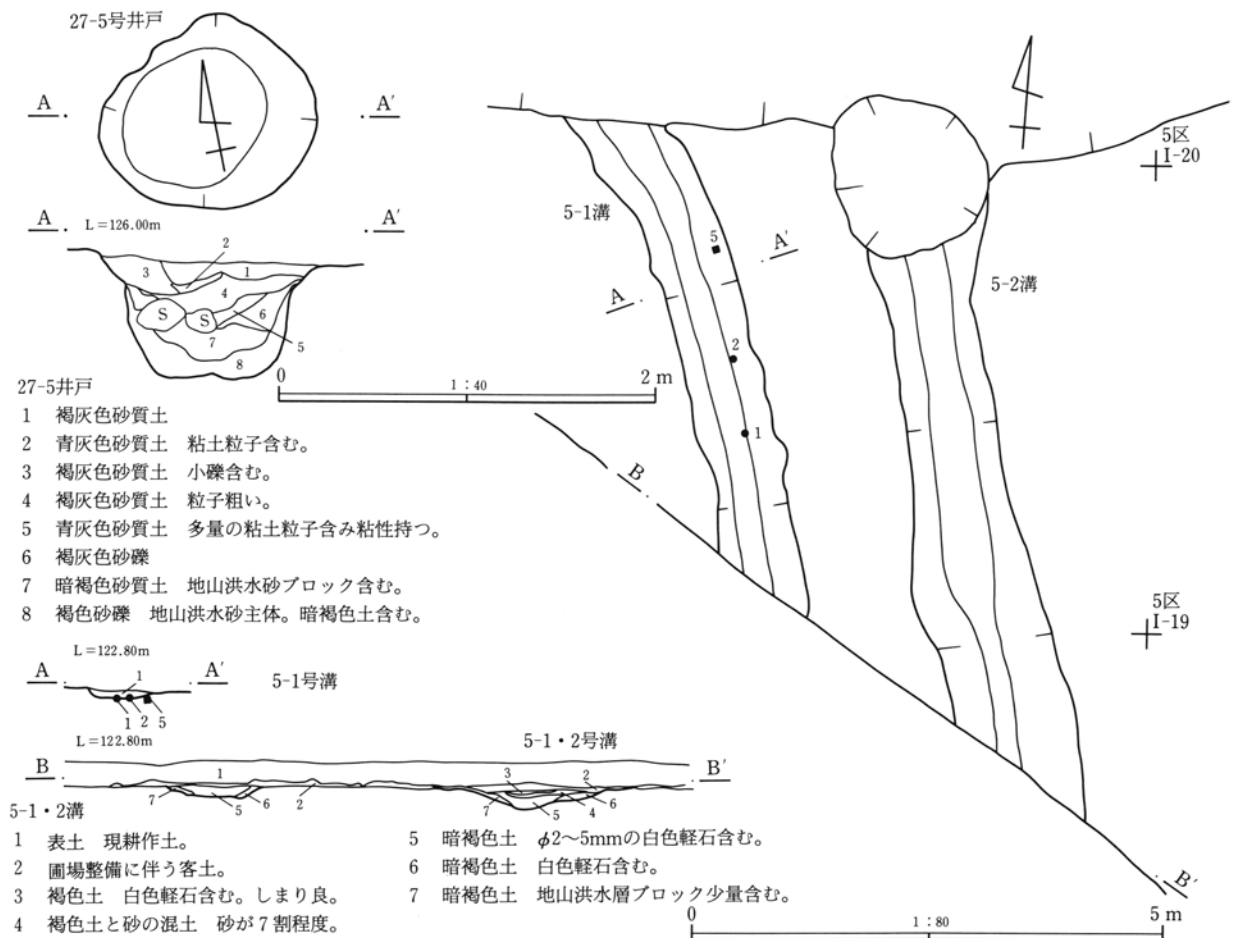 27-5号井戸
A
A′
A
L＝126.00m
A′
2
3
1
4
S
S
6
7
5
8
0
1：40
2 m
27-5井戸
1 褐灰色砂質土
2 青灰色砂質土 粘土粒子含む。
3 褐灰色砂質土 小礫含む。
4 褐灰色砂質土 粒子粗い。
5 青灰色砂質土 多量の粘土粒子含み粘性持つ。
6 褐灰色砂礫
7 暗褐色砂質土 地山洪水砂ブロック含む。
8 褐色砂礫 地山洪水砂主体。暗褐色土含む。
5区
I-20
5-1溝
5
A′
A
5-2溝
2
1
B
5区
I-19
B′
L＝122.80m
A
1
A′
5-1号溝
1 2 5
L＝122.80m
5-1・2号溝
B
1
3
2
B′
7
5
6
2
7
5
4
6
5-1・2溝
1 表土 現耕作土。
2 圃場整備に伴う客土。
3 褐色土 白色軽石含む。しまり良。
4 褐色土と砂の混土 砂が7割程度。
5 暗褐色土 φ2～5mmの白色軽石含む。
6 暗褐色土 白色軽石含む。
7 暗褐色土 地山洪水層ブロック少量含む。
0
1：80
5 m